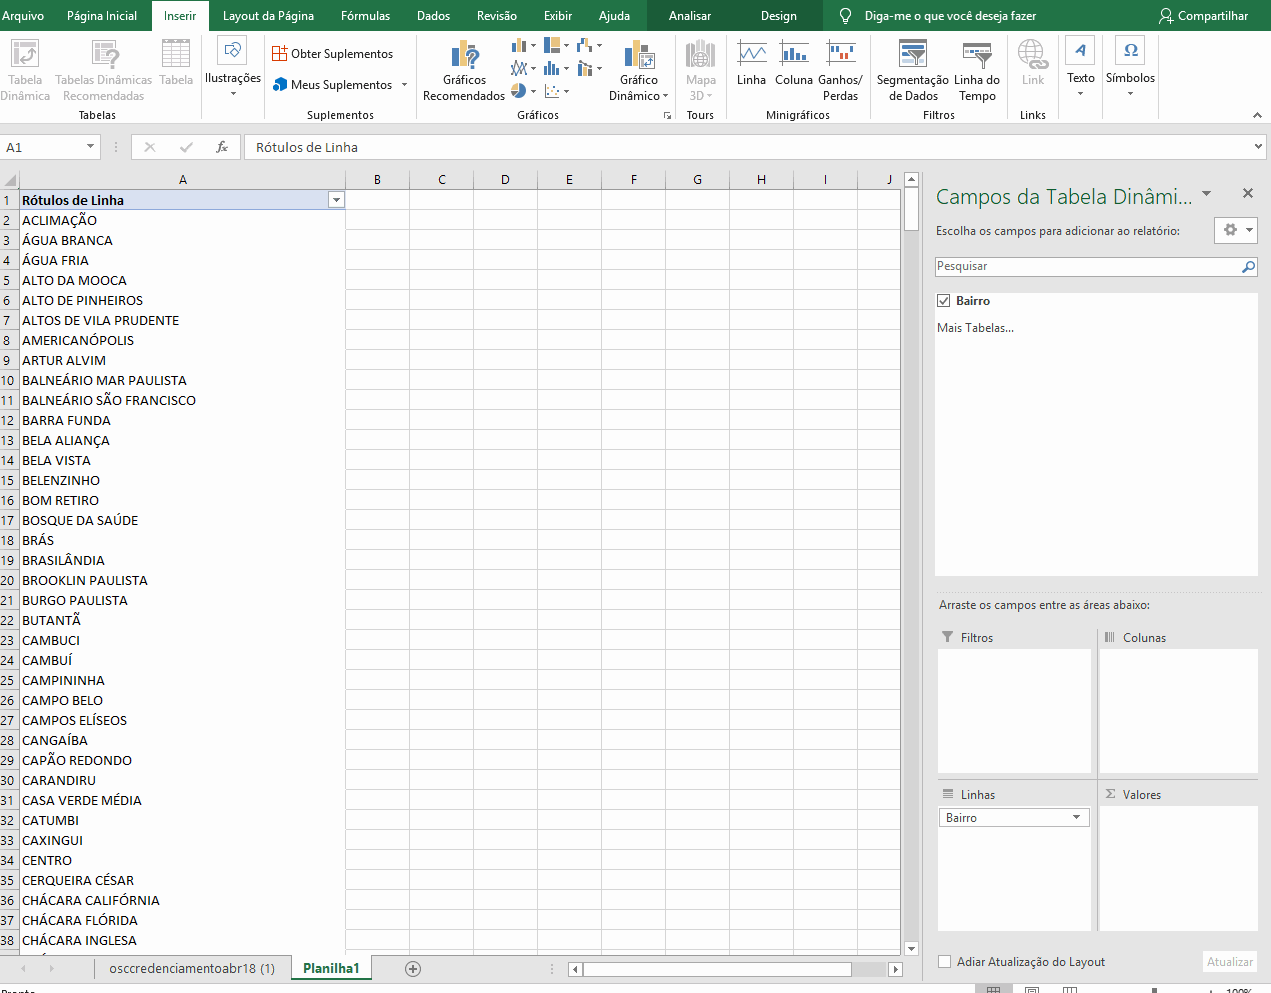 Arquivo Página Inicial Inserir Layout da Página Fórmulas Dados Revisão Exibir Ajuda Analisar Design Diga-me o que você deseja fazer Compartilhar
Tabela Dinâmica
Tabelas Dinâmicas Recomendadas
Tabela
Tabelas
Ilustrações
Obter Suplementos
Meus Suplementos
Suplementos
Gráficos Recomendados
Gráfico Dinâmico
Gráficos
Mapa 3D
Tours
Linha
Coluna
Ganhos/ Perdas
Minigráficos
Segmentação de Dados
Linha do Tempo
Filtros
Link
Links
A
Texto
Ω
Símbolos
A1 fx Rótulos de Linha
A B C D E F G H I J
1 Rótulos de Linha
2 ACLIMAÇÃO
3 ÁGUA BRANCA
4 ÁGUA FRIA
5 ALTO DA MOOCA
6 ALTO DE PINHEIROS
7 ALTOS DE VILA PRUDENTE
8 AMERICANÓPOLIS
9 ARTUR ALVIM
10 BALNEÁRIO MAR PAULISTA
11 BALNEÁRIO SÃO FRANCISCO
12 BARRA FUNDA
13 BELA ALIANÇA
14 BELA VISTA
15 BELENZINHO
16 BOM RETIRO
17 BOSQUE DA SAÚDE
18 BRÁS
19 BRASILÂNDIA
20 BROOKLIN PAULISTA
21 BURGO PAULISTA
22 BUTANTÃ
23 CAMBUCI
24 CAMBUÍ
25 CAMPININHA
26 CAMPO BELO
27 CAMPOS ELÍSEOS
28 CANGAÍBA
29 CAPÃO REDONDO
30 CARANDIRU
31 CASA VERDE MÉDIA
32 CATUMBI
33 CAXINGUI
34 CENTRO
35 CERQUEIRA CÉSAR
36 CHÁCARA CALIFÓRNIA
37 CHÁCARA FLÓRIDA
38 CHÁCARA INGLESA
osccredenciamentoabr18 (1) Planilha1
Campos da Tabela Dinâmi...
Escolha os campos para adicionar ao relatório:
Pesquisar
Bairro
Mais Tabelas...
Arraste os campos entre as áreas abaixo:
Filtros
Colunas
Linhas
Σ Valores
Bairro
Adiar Atualização do Layout
Atualizar
100%